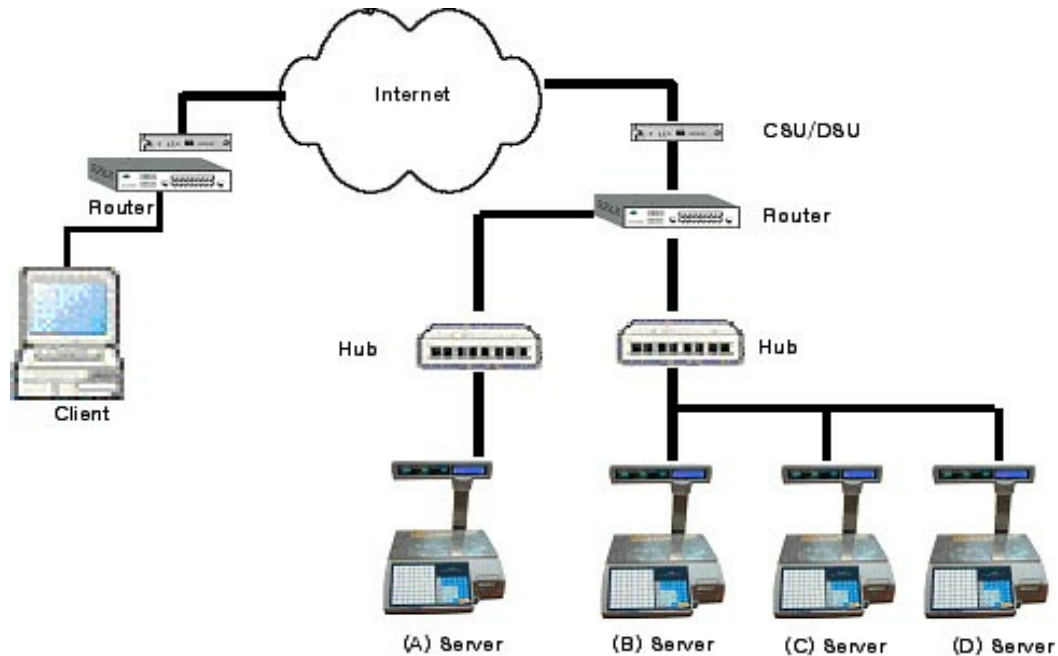 Internet
CSU/DSU
Router
Router
Hub
Hub
Client
(A) Server
(B) Server
(C) Server
(D) Server